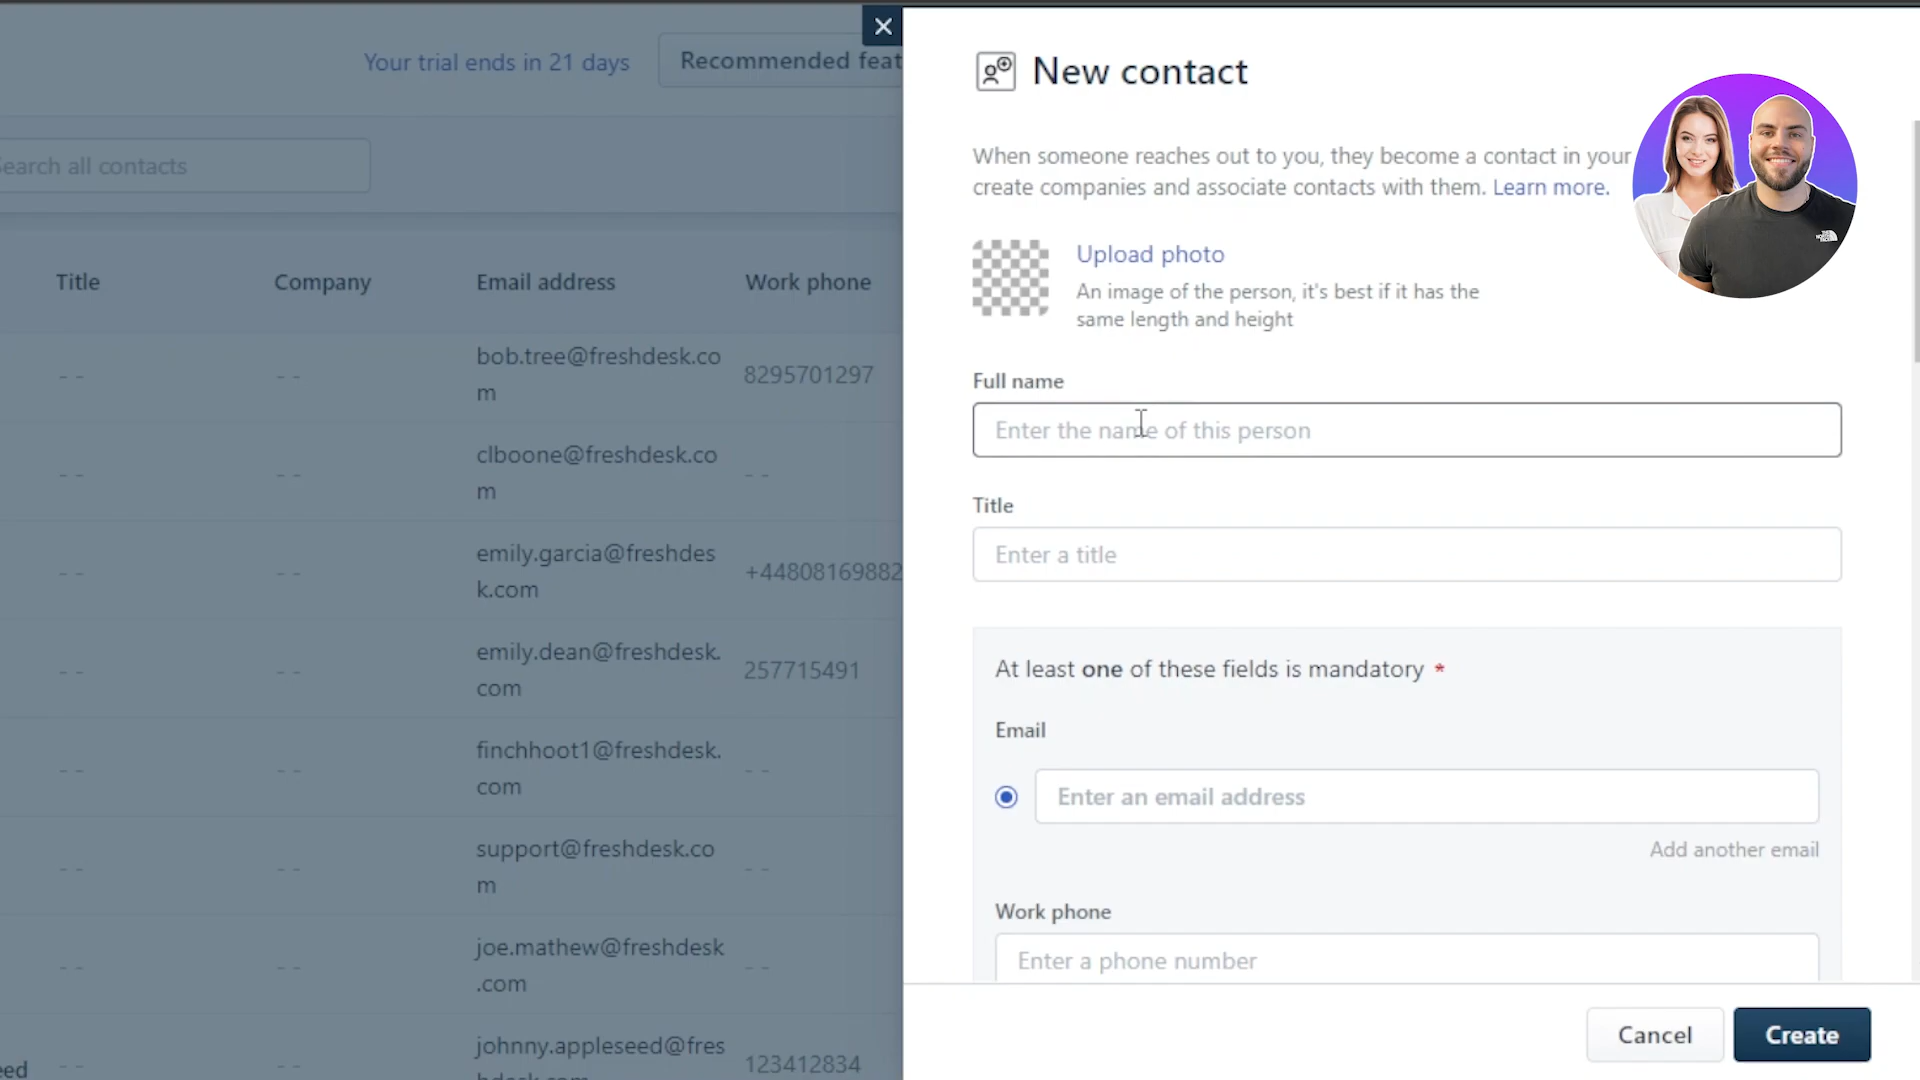 Your trial ends in 21 days
Recommended feat
Search all contacts
Title Company Email address Work phone
-- -- bob.tree@freshdesk.co
m 8295701297
-- -- clboone@freshdesk.co
m --
-- -- emily.garcia@freshdes
k.com +44808169882
-- -- emily.dean@freshdesk.
com 257715491
-- -- finchhoot1@freshdesk.
com --
-- -- support@freshdesk.co
m --
-- -- joe.mathew@freshdesk
.com --
eed -- -- johnny.appleseed@fres
hdesk.com 123412834
New contact
When someone reaches out to you, they become a contact in your
create companies and associate contacts with them. Learn more.
Upload photo
An image of the person, it's best if it has the
same length and height
Full name
Enter the name of this person
Title
Enter a title
At least one of these fields is mandatory *
Email
Enter an email address
Add another email
Work phone
Enter a phone number
Cancel
Create